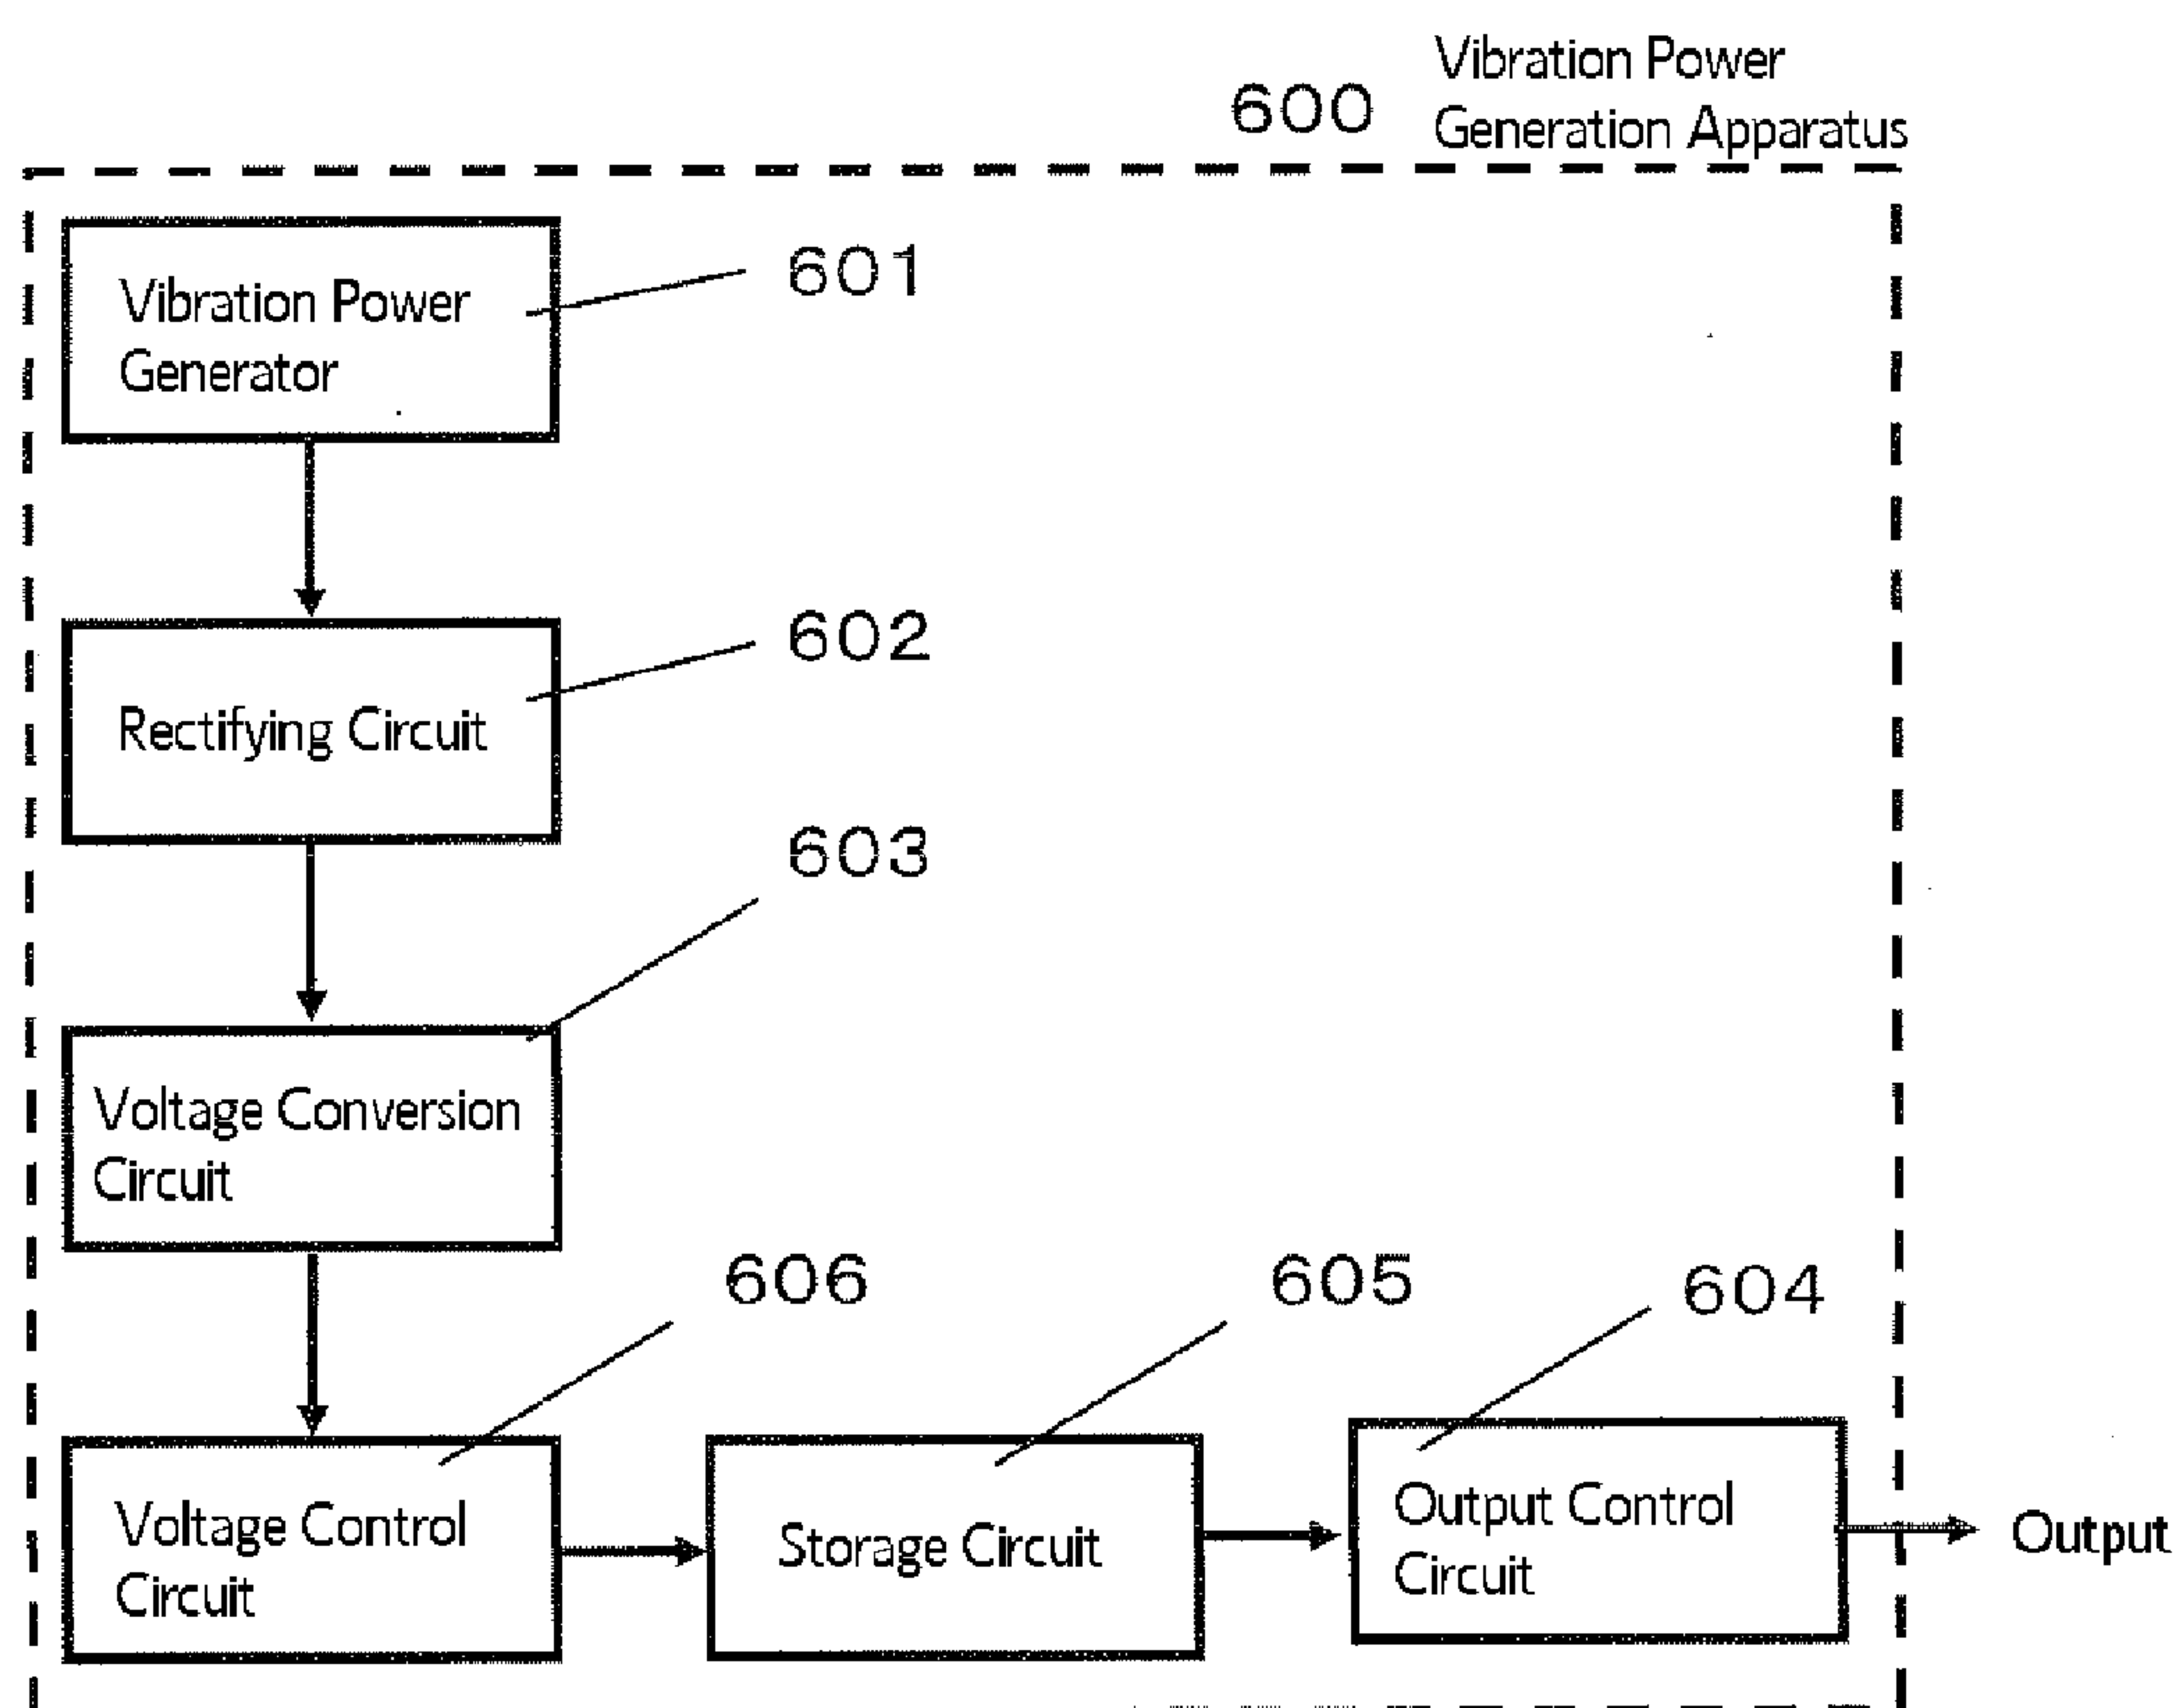 600
Vibration Power
Generation Apparatus
601
Vibration Power
Generator
602
Rectifying Circuit
603
Voltage Conversion
Circuit
606
605
604
Voltage Control
Circuit
Storage Circuit
Output Control
Circuit
Output